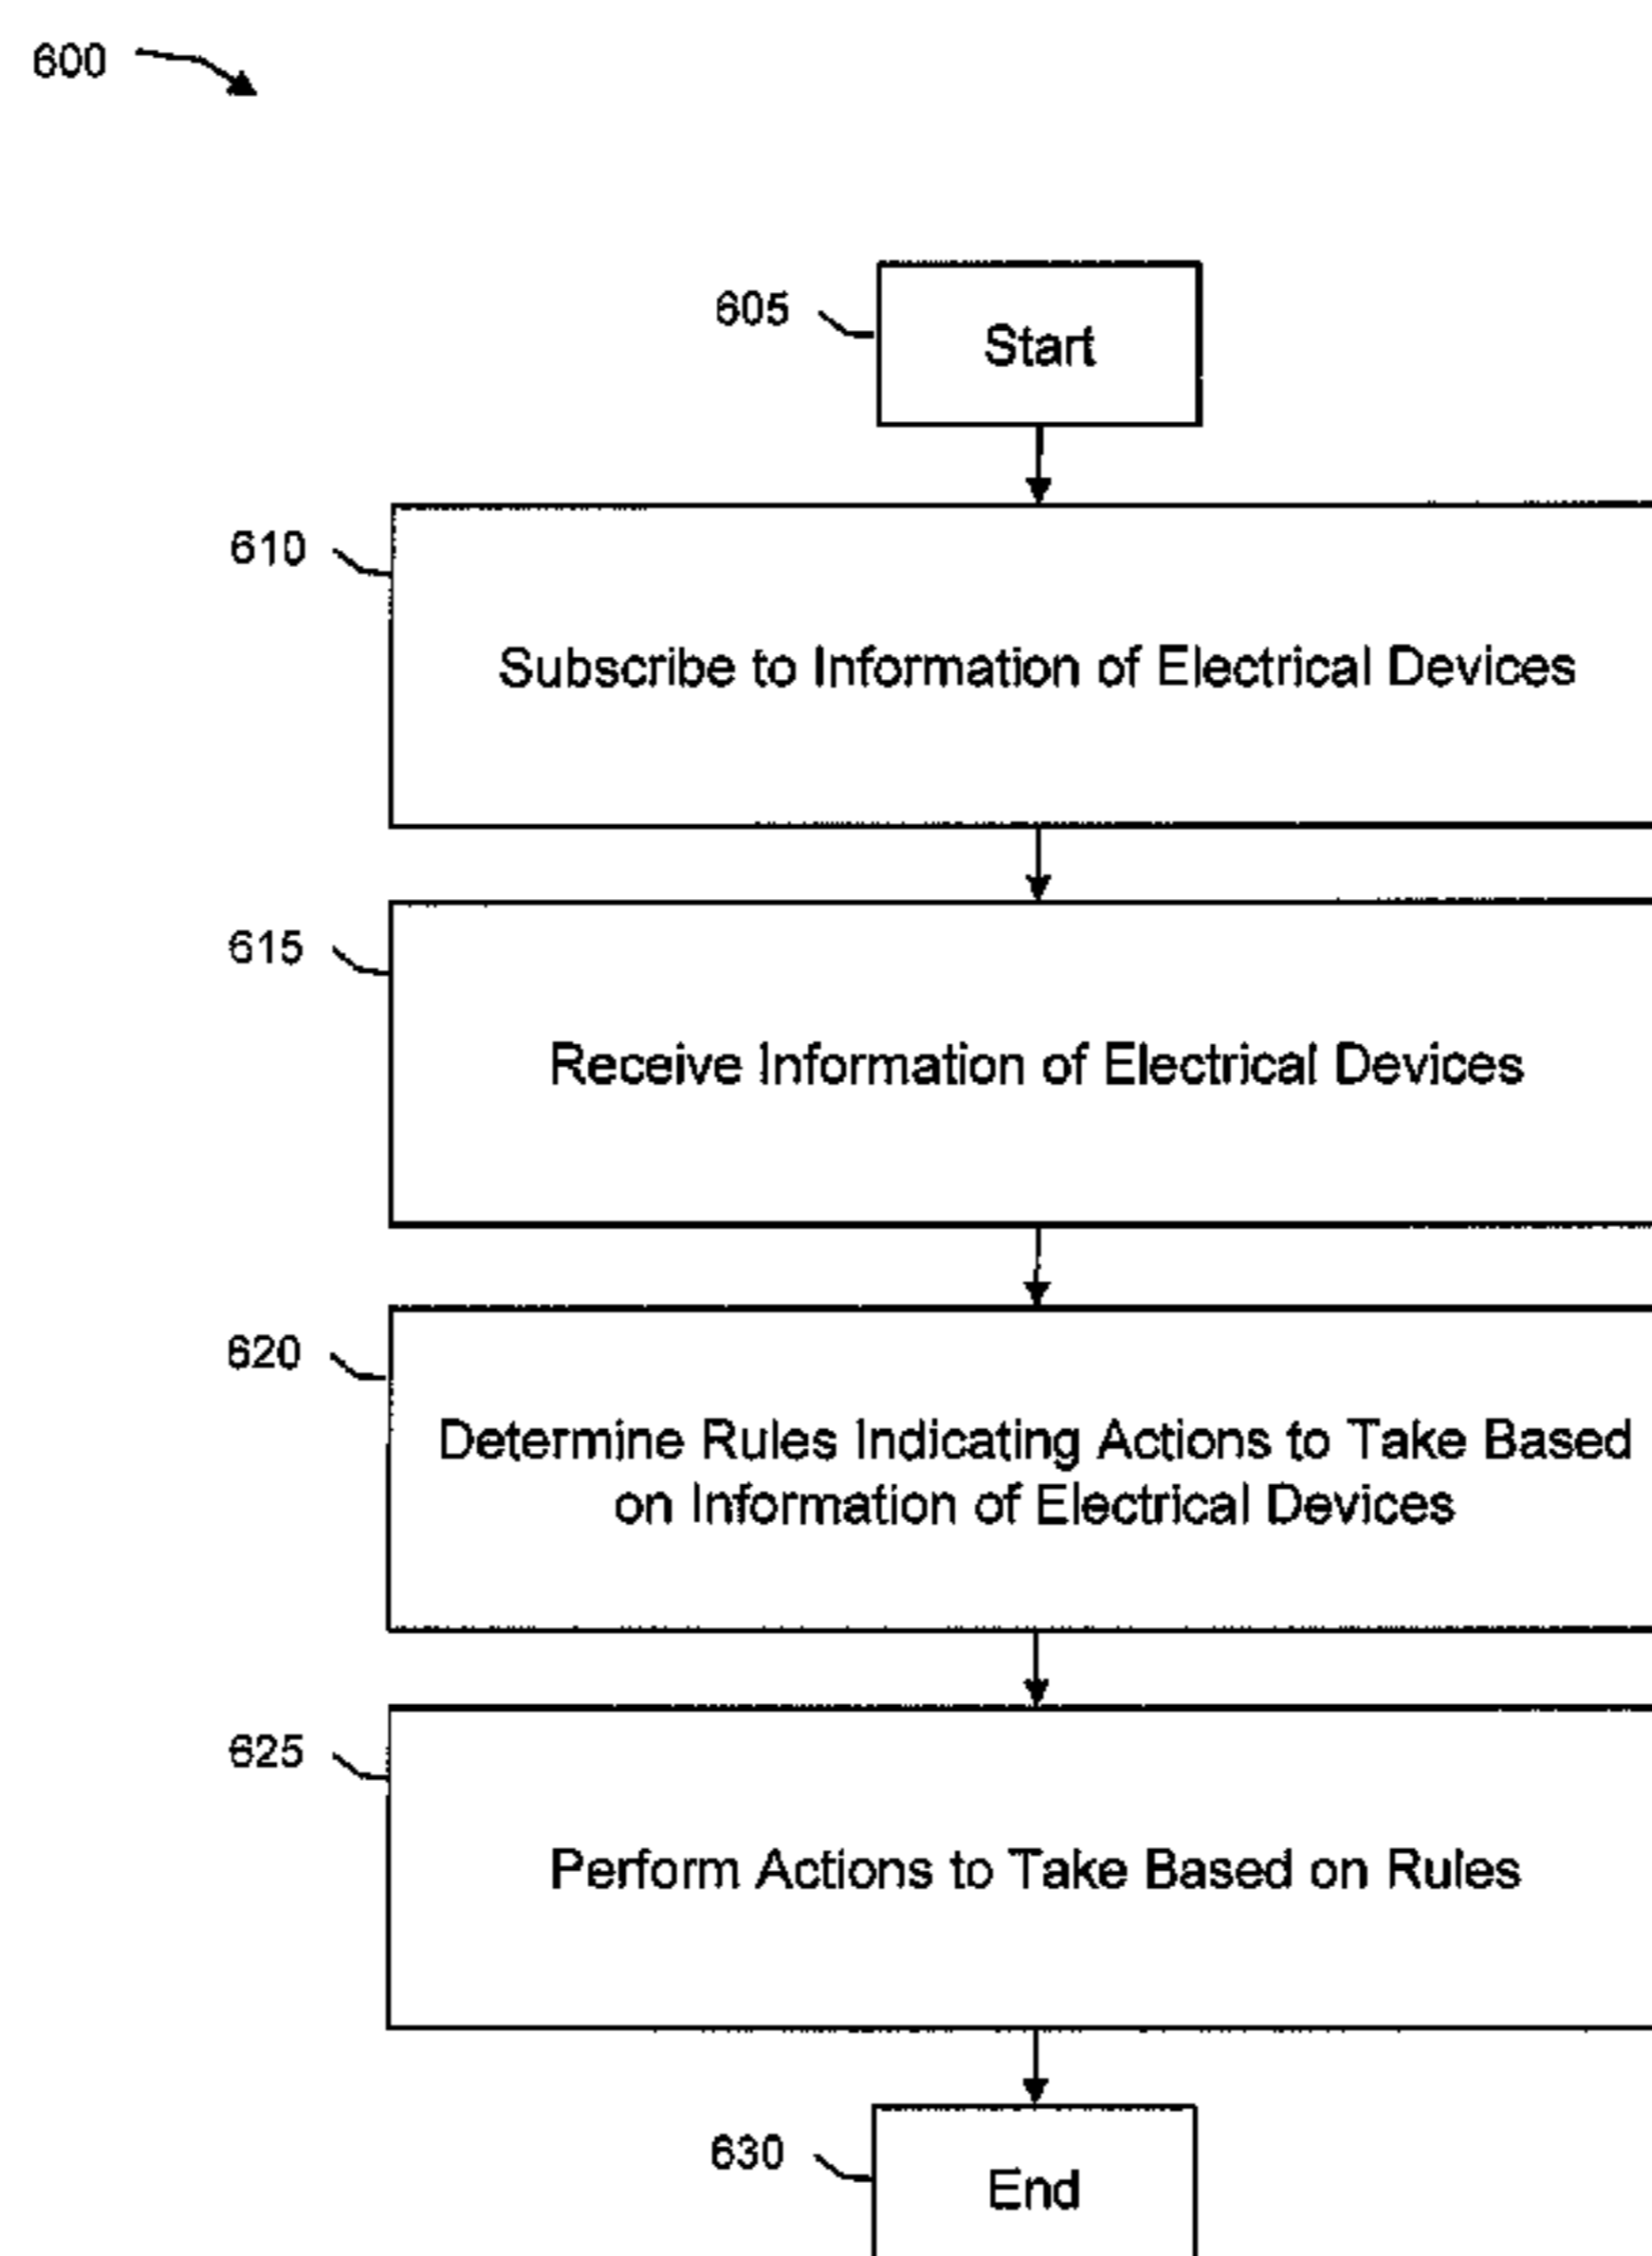 600
605
Start
610
Subscribe to Information of Electrical Devices
615
Receive Information of Electrical Devices
620
Determine Rules Indicating Actions to Take Based
on Information of Electrical Devices
625
Perform Actions to Take Based on Rules
630
End